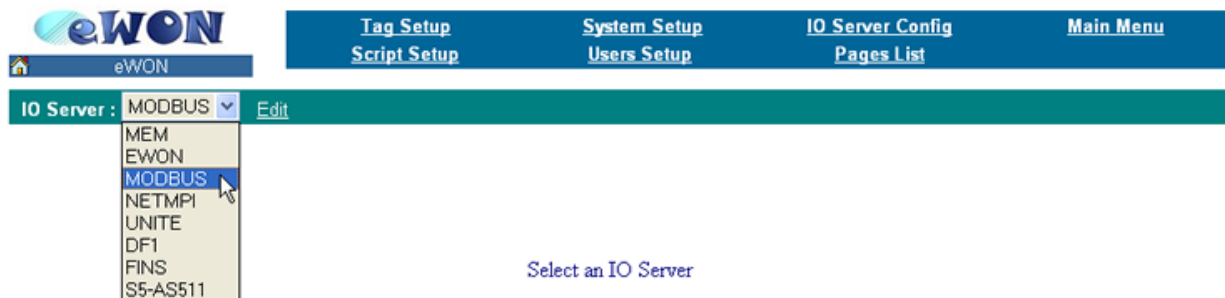 eWON
Tag Setup System Setup IO Server Config Main Menu
Script Setup Users Setup Pages List
eWON
IO Server : MODBUS Edit
MEM
EWON
MODBUS
NETMPI
UNITE
DF1
FINS
Select an IO Server
S5-AS511